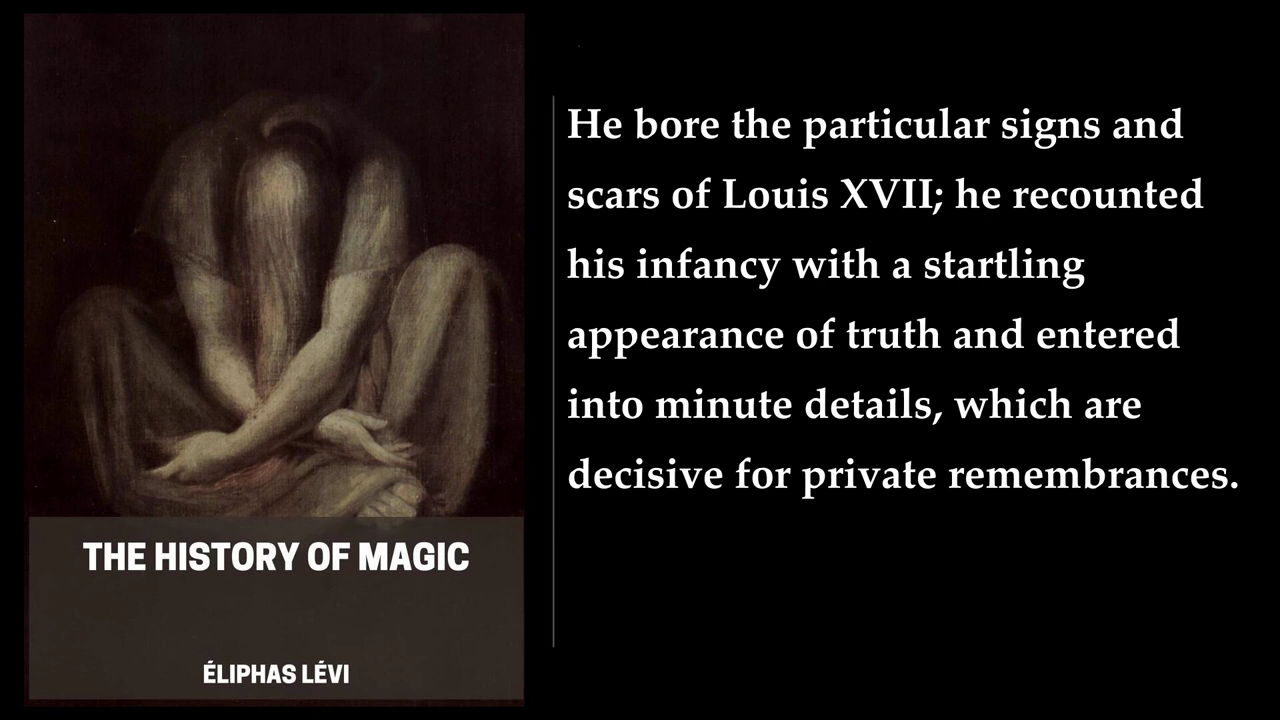 THE HISTORY OF MAGIC
ÉLIPHAS LÉVI
He bore the particular signs and
scars of Louis XVII; he recounted
his infancy with a startling
appearance of truth and entered
into minute details, which are
decisive for private remembrances.